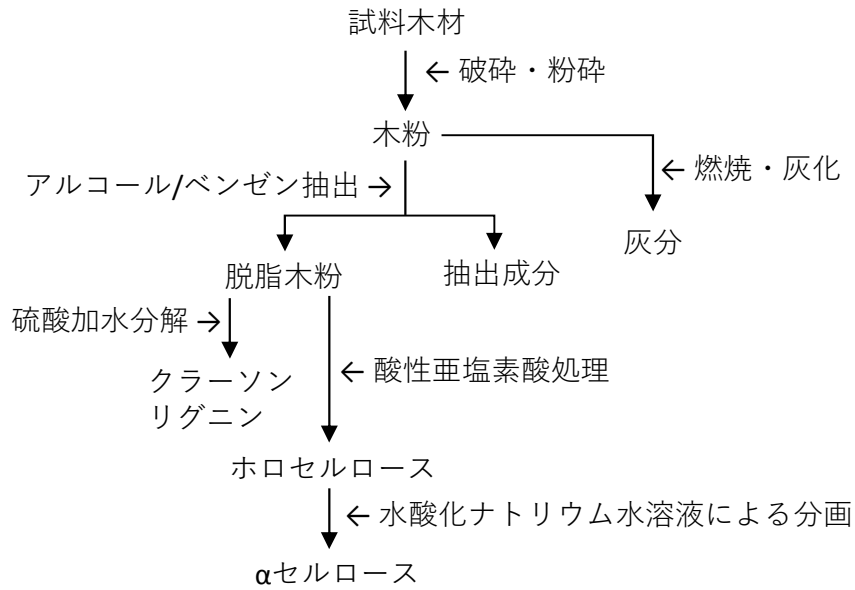 試料木材
← 破砕・粉砕
木粉
アルコール/ベンゼン抽出 →
← 燃焼・灰化
灰分
脱脂木粉
抽出成分
硫酸加水分解 →
クラーソン
リグニン
← 酸性亜塩素酸処理
ホロセルロース
← 水酸化ナトリウム水溶液による分画
αセルロース